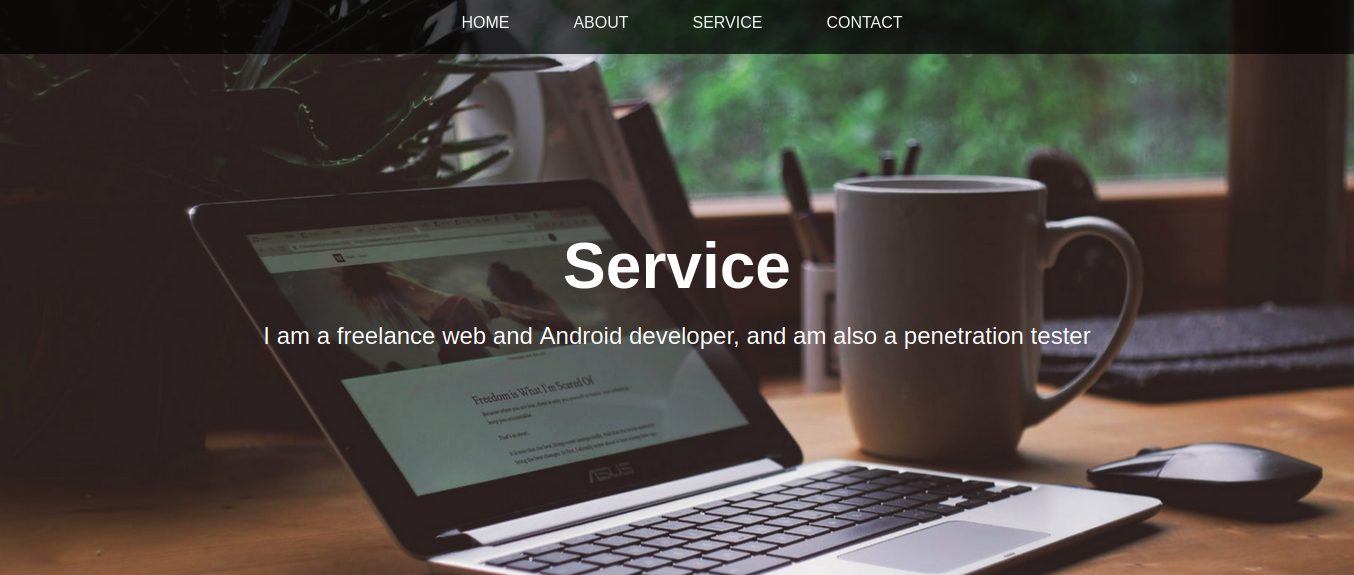 HOME ABOUT SERVICE CONTACT
Service
I am a freelance web and Android developer, and am also a penetration tester
Freedom is What I'm Scared Of
ASUS